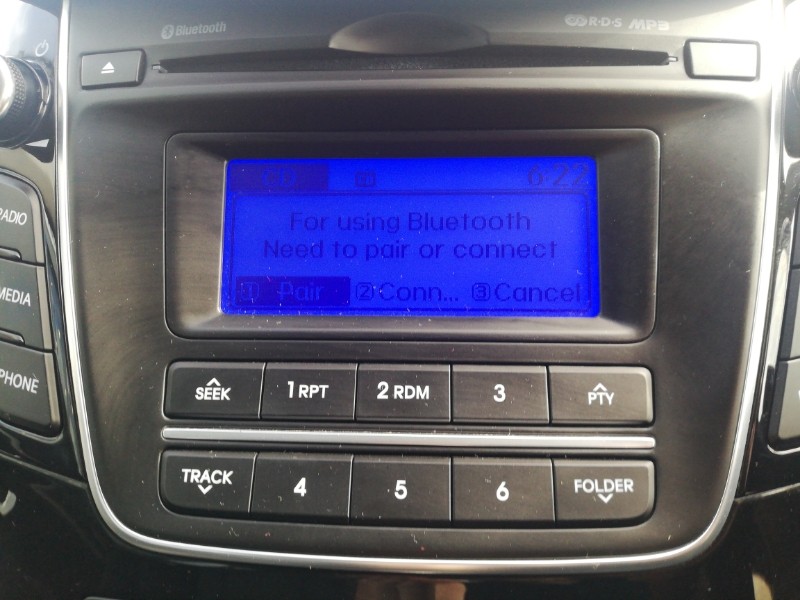 Bluetooth
R·D·S MP3
CD 6:22
For using Bluetooth
Need to pair or connect
1 Pair 2 Conn... 3 Cancel
RADIO
MEDIA
PHONE
SEEK 1 RPT 2 RDM 3 PTY
TRACK 4 5 6 FOLDER